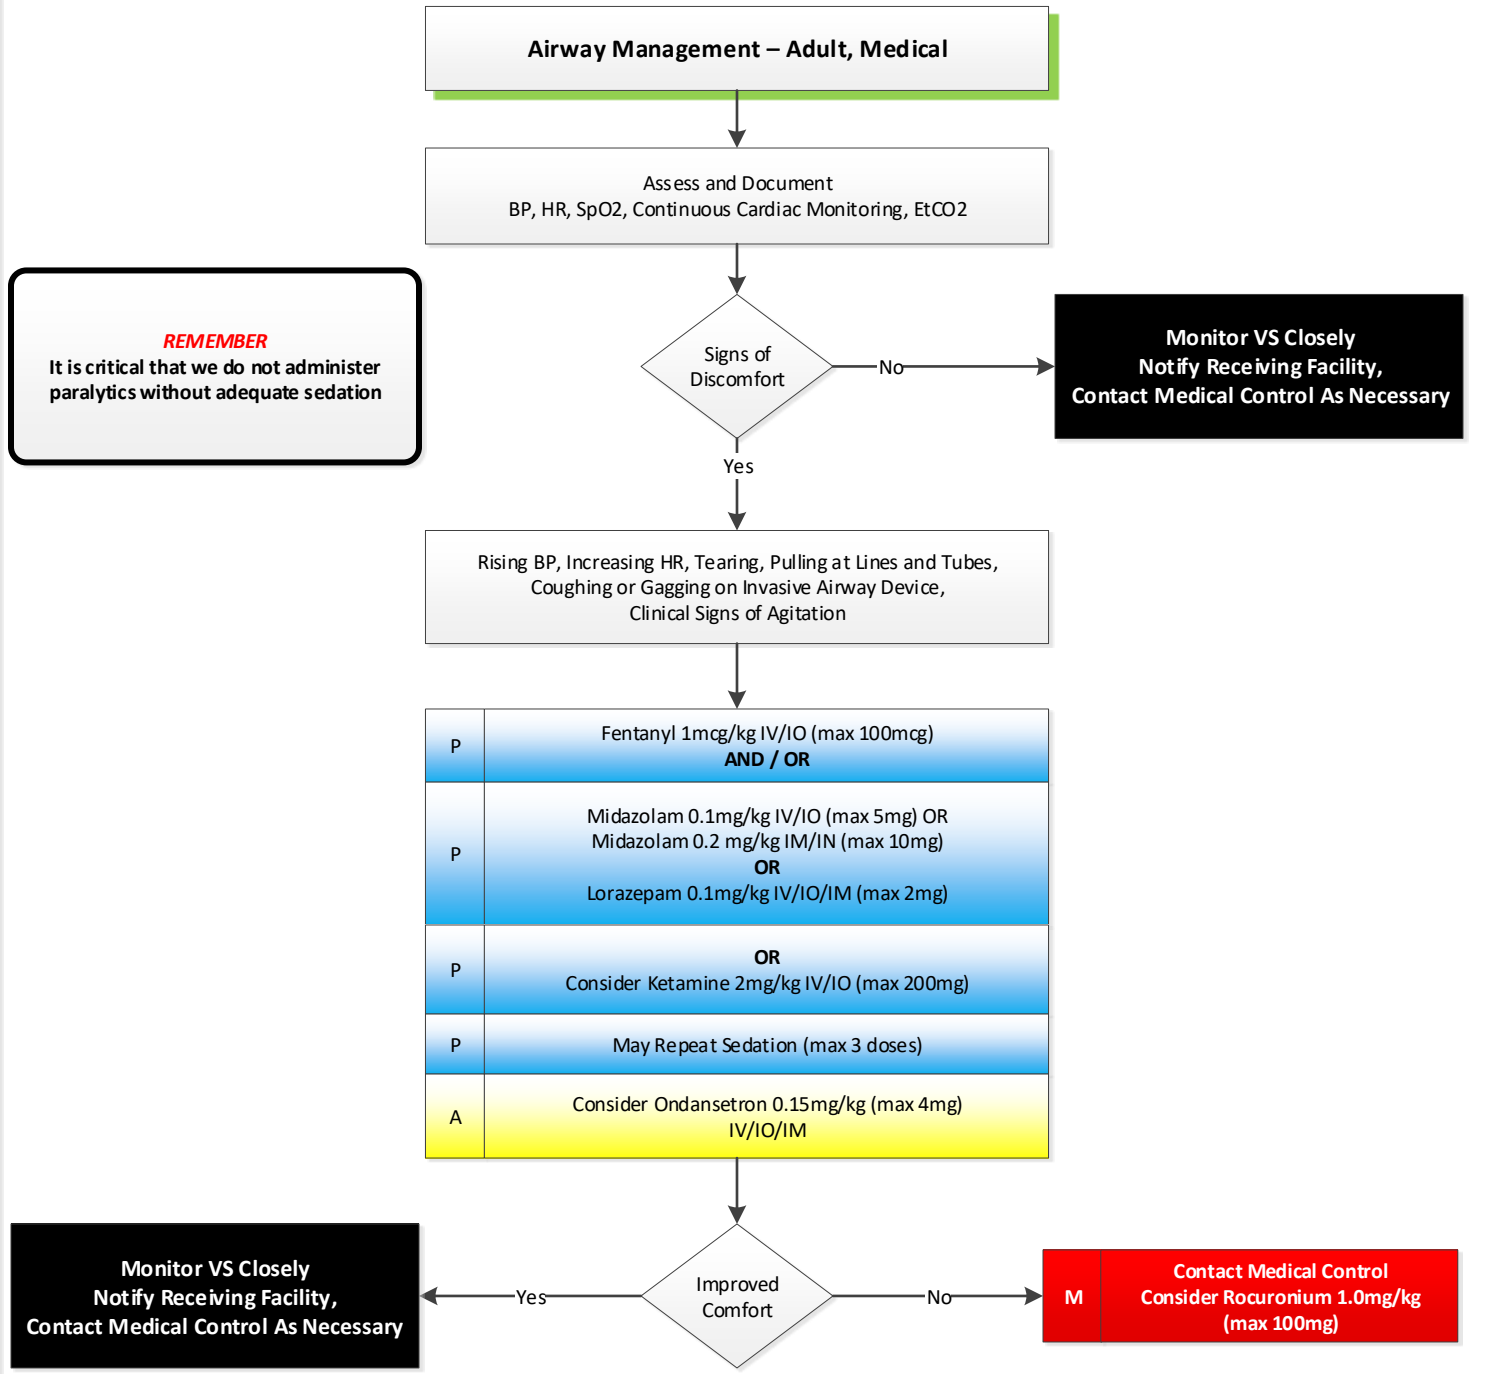 Airway Management – Adult, Medical
Assess and Document
BP, HR, SpO2, Continuous Cardiac Monitoring, EtCO2
REMEMBER
It is critical that we do not administer
paralytics without adequate sedation
Signs of
Discomfort
No
Monitor VS Closely
Notify Receiving Facility,
Contact Medical Control As Necessary
Yes
Rising BP, Increasing HR, Tearing, Pulling at Lines and Tubes,
Coughing or Gagging on Invasive Airway Device,
Clinical Signs of Agitation
P
Fentanyl 1mcg/kg IV/IO (max 100mcg)
AND / OR
P
Midazolam 0.1mg/kg IV/IO (max 5mg) OR
Midazolam 0.2 mg/kg IM/IN (max 10mg)
OR
Lorazepam 0.1mg/kg IV/IO/IM (max 2mg)
P
OR
Consider Ketamine 2mg/kg IV/IO (max 200mg)
P
May Repeat Sedation (max 3 doses)
A
Consider Ondansetron 0.15mg/kg (max 4mg)
IV/IO/IM
Monitor VS Closely
Notify Receiving Facility,
Contact Medical Control As Necessary
Yes
Improved
Comfort
No
M
Contact Medical Control
Consider Rocuronium 1.0mg/kg
(max 100mg)